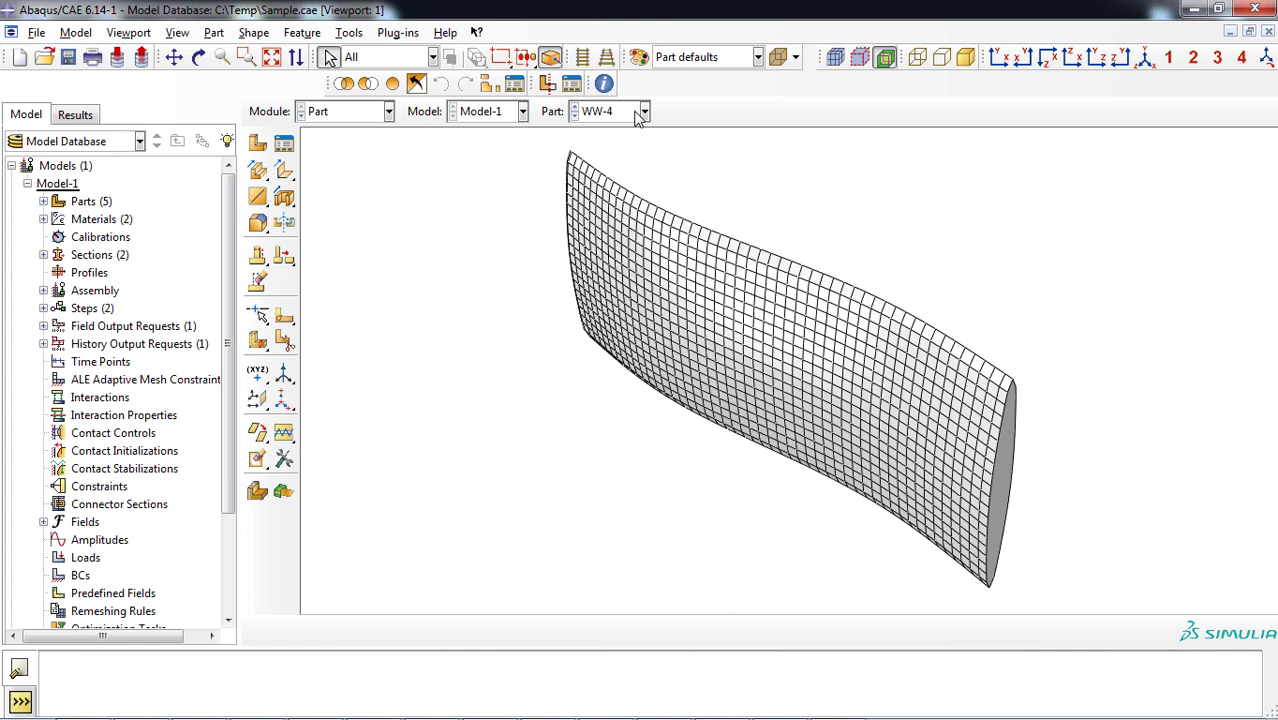 Abaqus/CAE 6.14-1 - Model Database: C:\Temp\Sample.cae [Viewport: 1]
File Model Viewport View Part Shape Feature Tools Plug-ins Help
All Part defaults 1 2 3 4
Model Results Module: Part Model: Model-1 Part: WW-4
Model Database
Models (1)
Model-1
Parts (5)
Materials (2)
Calibrations
Sections (2)
Profiles
Assembly
Steps (2)
Field Output Requests (1)
History Output Requests (1)
Time Points
ALE Adaptive Mesh Constraint
Interactions
Interaction Properties
Contact Controls
Contact Initializations
Contact Stabilizations
Constraints
Connector Sections
Fields
Amplitudes
Loads
BCs
Predefined Fields
Remeshing Rules
(XYZ)
SIMULIA
>>>